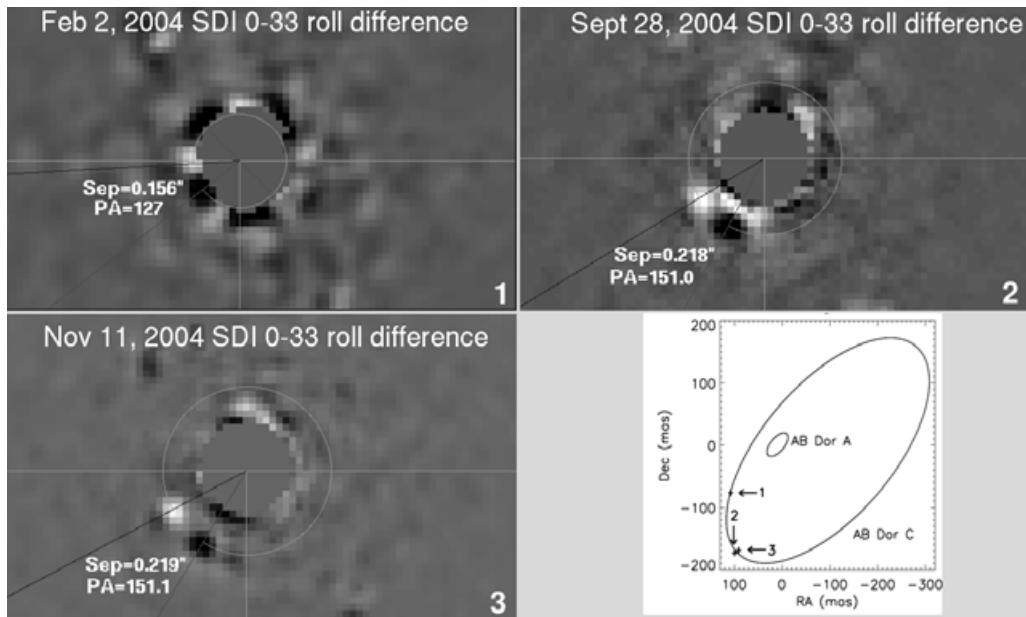 Feb 2, 2004 SDI 0-33 roll difference
Sep=0.156"
PA=127
1
Sept 28, 2004 SDI 0-33 roll difference
Sep=0.218"
PA=151.0
2
Nov 11, 2004 SDI 0-33 roll difference
Sep=0.219"
PA=151.1
3
200
100
0
-100
-200
Dec (mas)
AB Dor A
1
2
3
AB Dor C
100 0 -100 -200 -300
RA (mas)